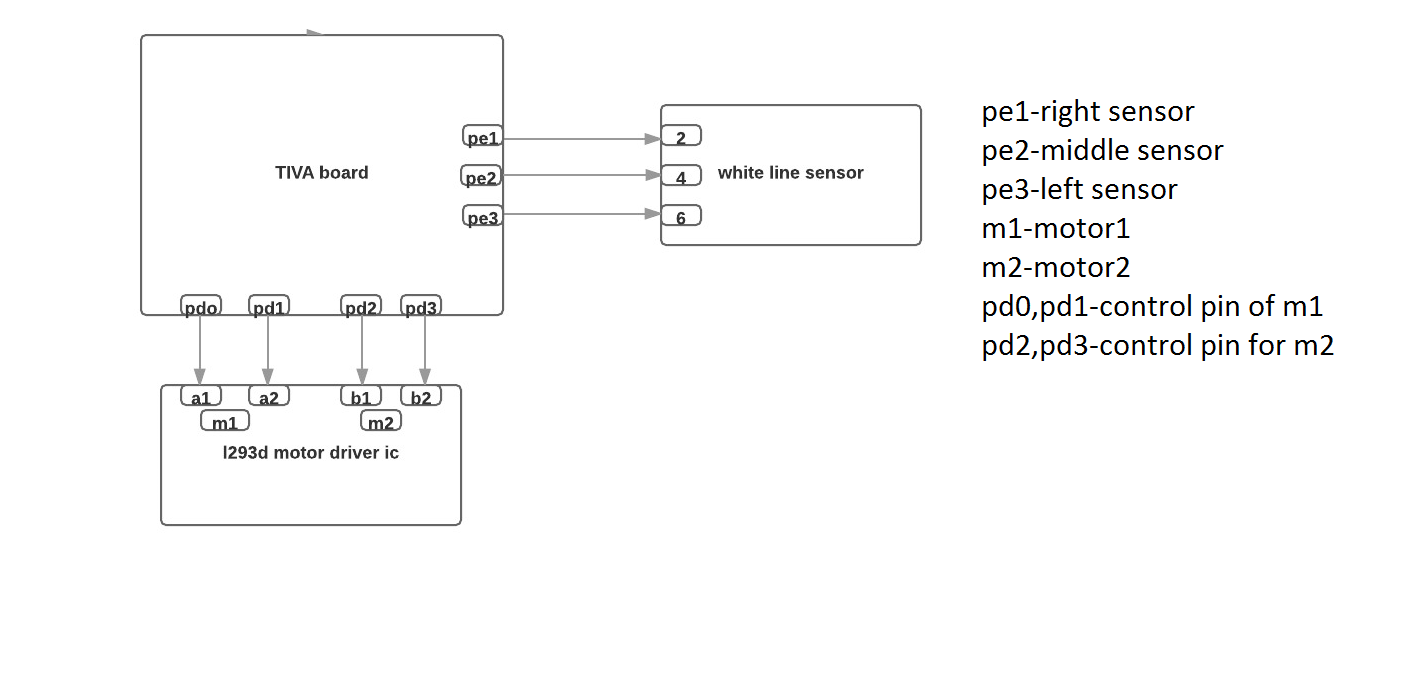 pe1
2
TIVA board
pe2
4
white line sensor
pe3
6
pdo
pd1
pd2
pd3
a1
a2
b1
b2
m1
m2
l293d motor driver ic
pe1-right sensor
pe2-middle sensor
pe3-left sensor
m1-motor1
m2-motor2
pd0,pd1-control pin of m1
pd2,pd3-control pin for m2